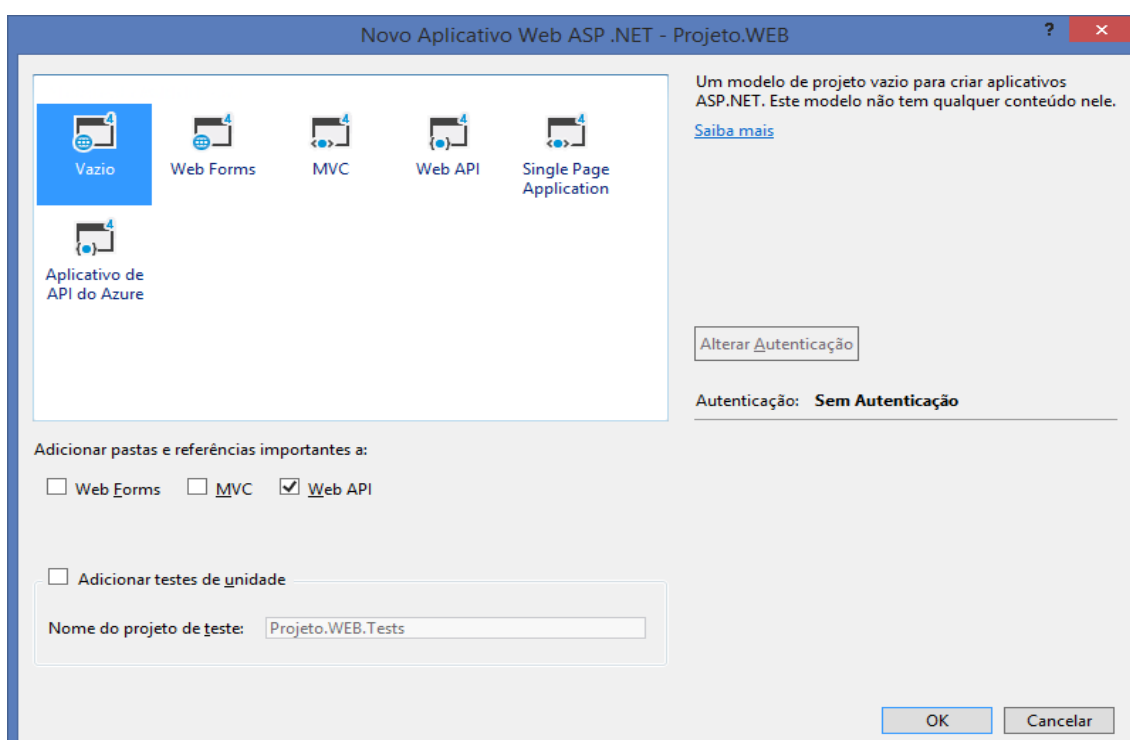 Novo Aplicativo Web ASP .NET - Projeto.WEB
?
Vazio
Web Forms
MVC
Web API
Single Page
Application
Aplicativo de
API do Azure
Um modelo de projeto vazio para criar aplicativos
ASP.NET. Este modelo não tem qualquer conteúdo nele.
Saiba mais
Alterar Autenticação
Autenticação: Sem Autenticação
Adicionar pastas e referências importantes a:
Web Forms MVC Web API
Adicionar testes de unidade
Nome do projeto de teste: Projeto.WEB.Tests
OK Cancelar